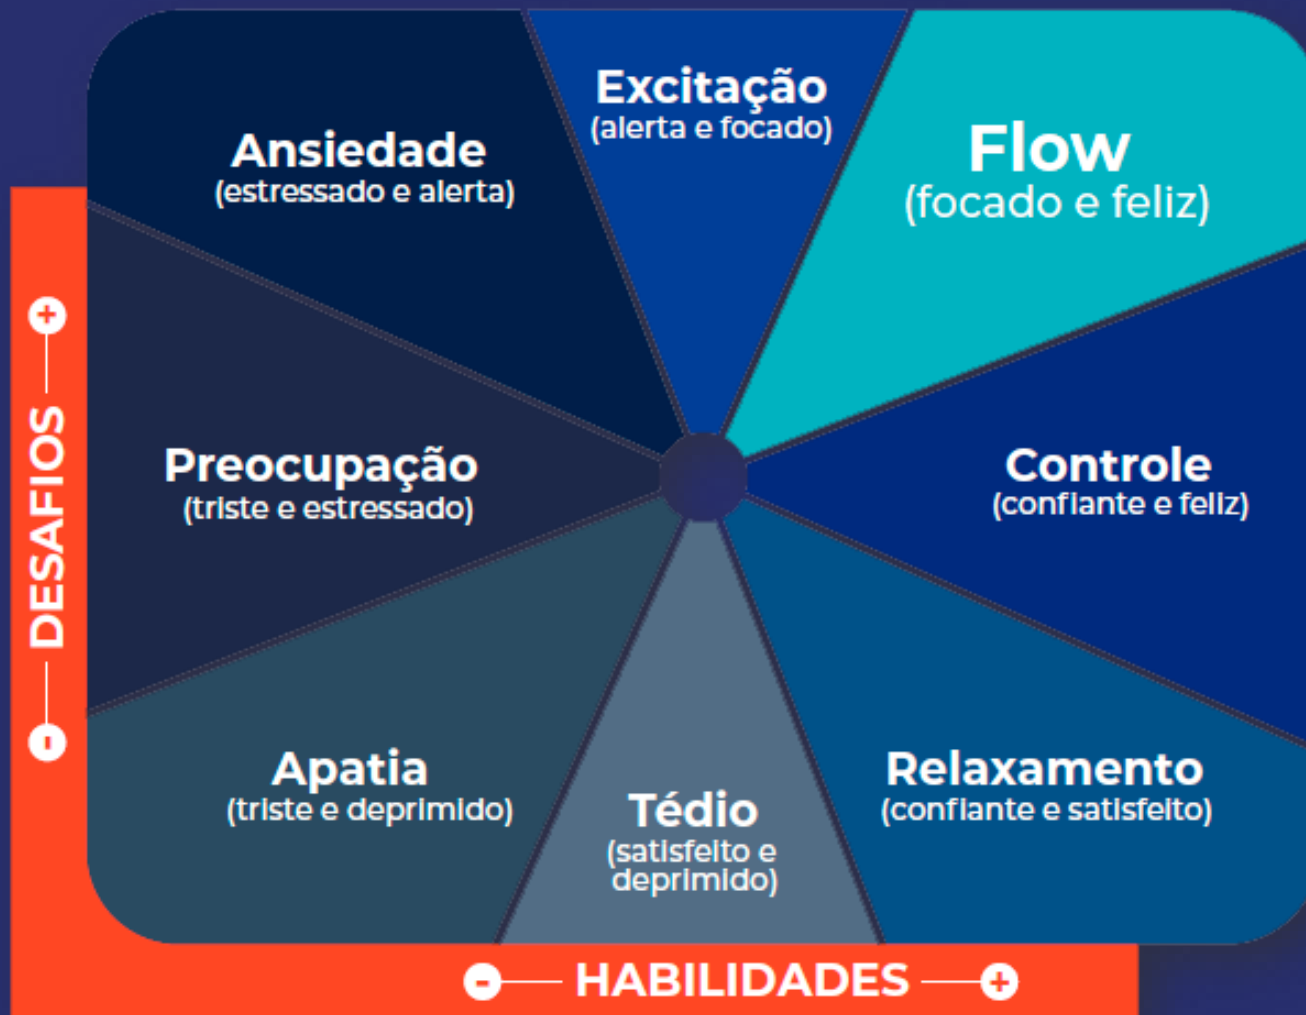 Excitação
(alerta e focado)
Ansiedade
(estressado e alerta)
Flow
(focado e feliz)
Preocupação
(triste e estressado)
Controle
(confiante e feliz)
Apatia
(triste e deprimido)
Tédio
(satisfeito e
deprimido)
Relaxamento
(confiante e satisfeito)
- DESAFIOS +
- HABILIDADES +